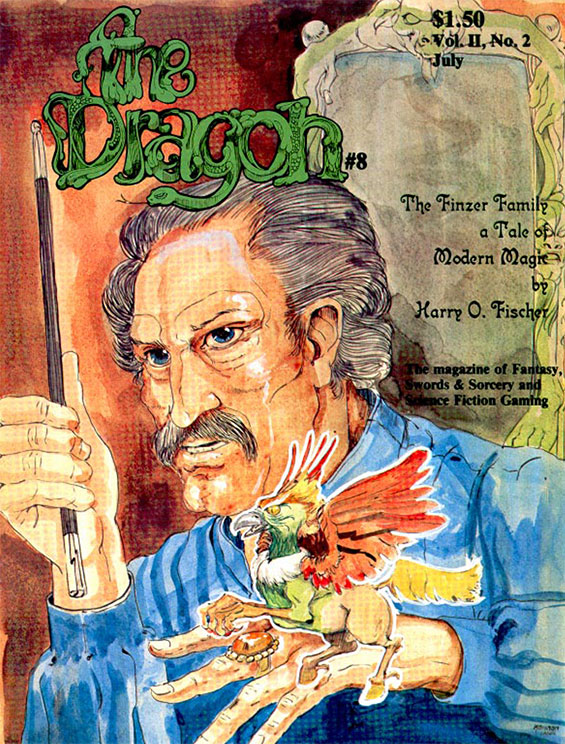 The
Dragon
#8
$1.50
Vol. II, No. 2
July
The Finzer Family
a Tale of
Modern Magic
by
Harry O. Fischer
The magazine of Fantasy,
Swords & Sorcery and
Science Fiction Gaming